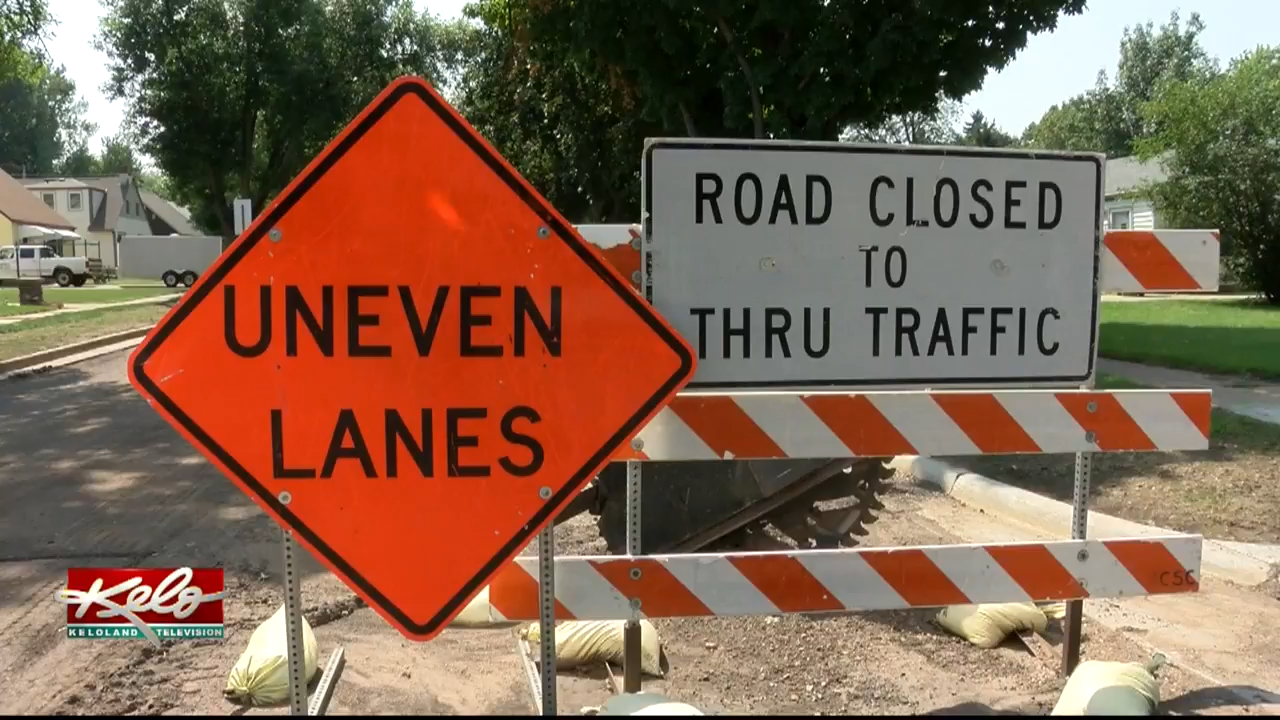 UNEVEN
LANES
ROAD CLOSED
TO
THRU TRAFFIC
CSC
Kelo
KELOLAND TELEVISION